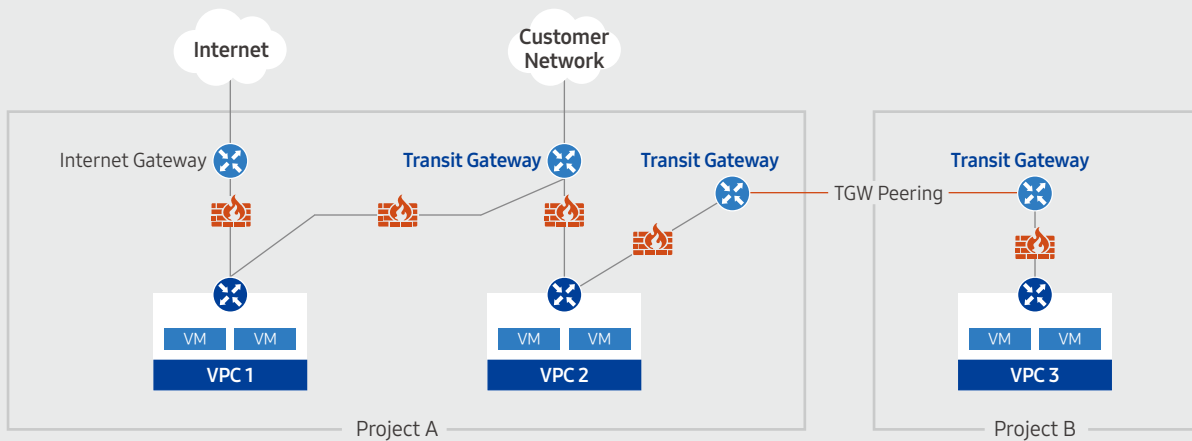 Internet
Customer
Network
Internet Gateway
Transit Gateway
Transit Gateway
Transit Gateway
TGW Peering
VM
VM
VM
VM
VM
VM
VPC 1
VPC 2
VPC 3
Project A
Project B